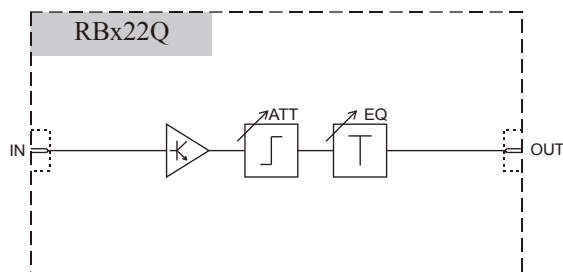 RBx22Q
ATT
EQ
IN
OUT